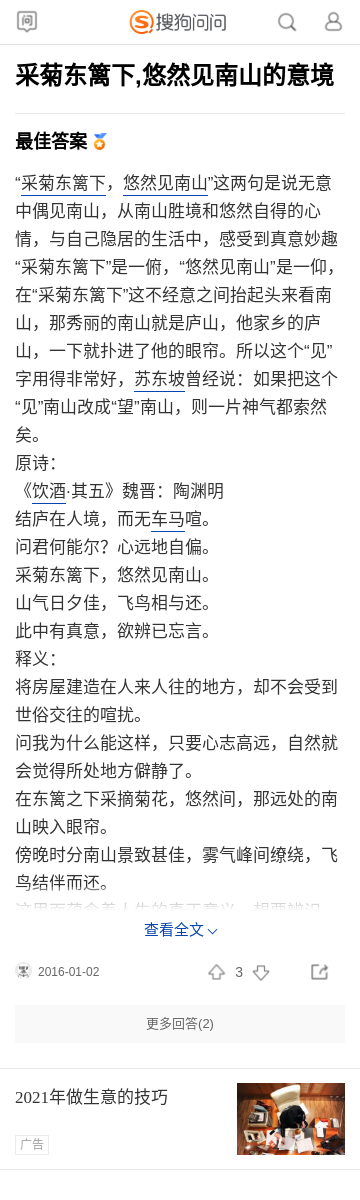 问
搜狗问问
采菊东篱下,悠然见南山的意境
最佳答案
“采菊东篱下，悠然见南山”这两句是说无意
中偶见南山，从南山胜境和悠然自得的心
情，与自己隐居的生活中，感受到真意妙趣
“采菊东篱下”是一俯，“悠然见南山”是一仰，
在“采菊东篱下”这不经意之间抬起头来看南
山，那秀丽的南山就是庐山，他家乡的庐
山，一下就扑进了他的眼帘。所以这个“见”
字用得非常好，苏东坡曾经说：如果把这个
“见”南山改成“望”南山，则一片神气都索然
矣。
原诗：
《饮酒·其五》魏晋：陶渊明
结庐在人境，而无车马喧。
问君何能尔？心远地自偏。
采菊东篱下，悠然见南山。
山气日夕佳，飞鸟相与还。
此中有真意，欲辨已忘言。
释义：
将房屋建造在人来人往的地方，却不会受到
世俗交往的喧扰。
问我为什么能这样，只要心志高远，自然就
会觉得所处地方僻静了。
在东篱之下采摘菊花，悠然间，那远处的南
山映入眼帘。
傍晚时分南山景致甚佳，雾气峰间缭绕，飞
鸟结伴而还。
查看全文
2016-01-02
3
更多回答(2)
2021年做生意的技巧
广告